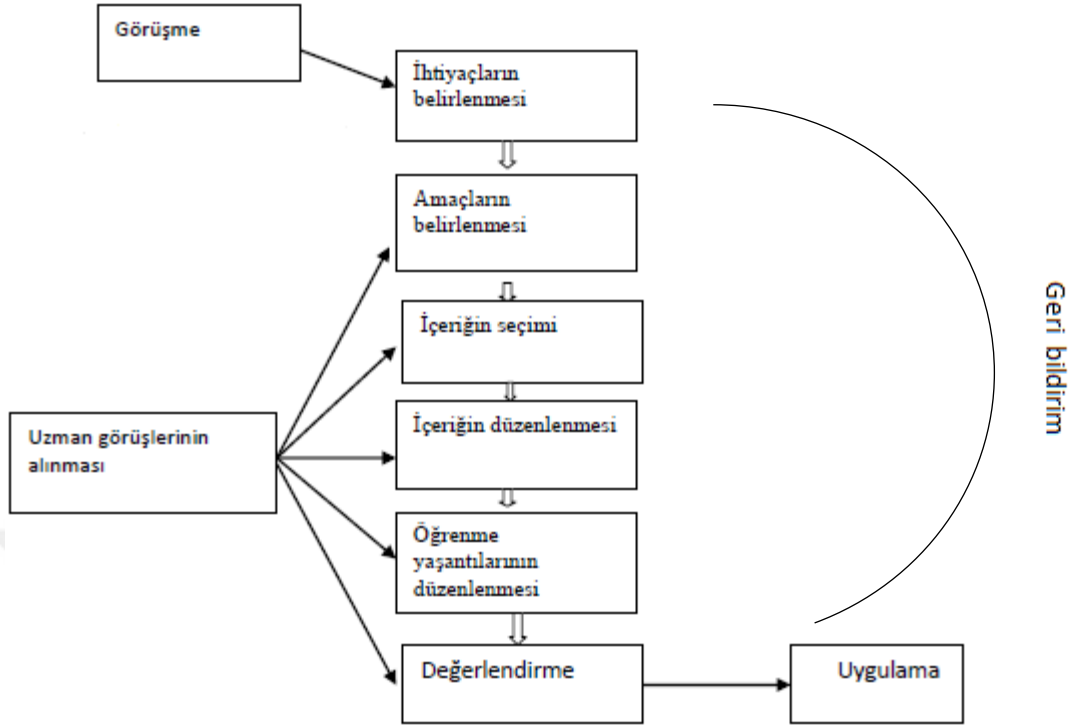 Görüşme
İhtiyaçların
belirlenmesi
Amaçların
belirlenmesi
İçeriğin seçimi
İçeriğin düzenlenmesi
Uzman görüşlerinin
alınması
Öğrenme
yaşantılarının
düzenlenmesi
Değerlendirme
Uygulama
Geri bildirim